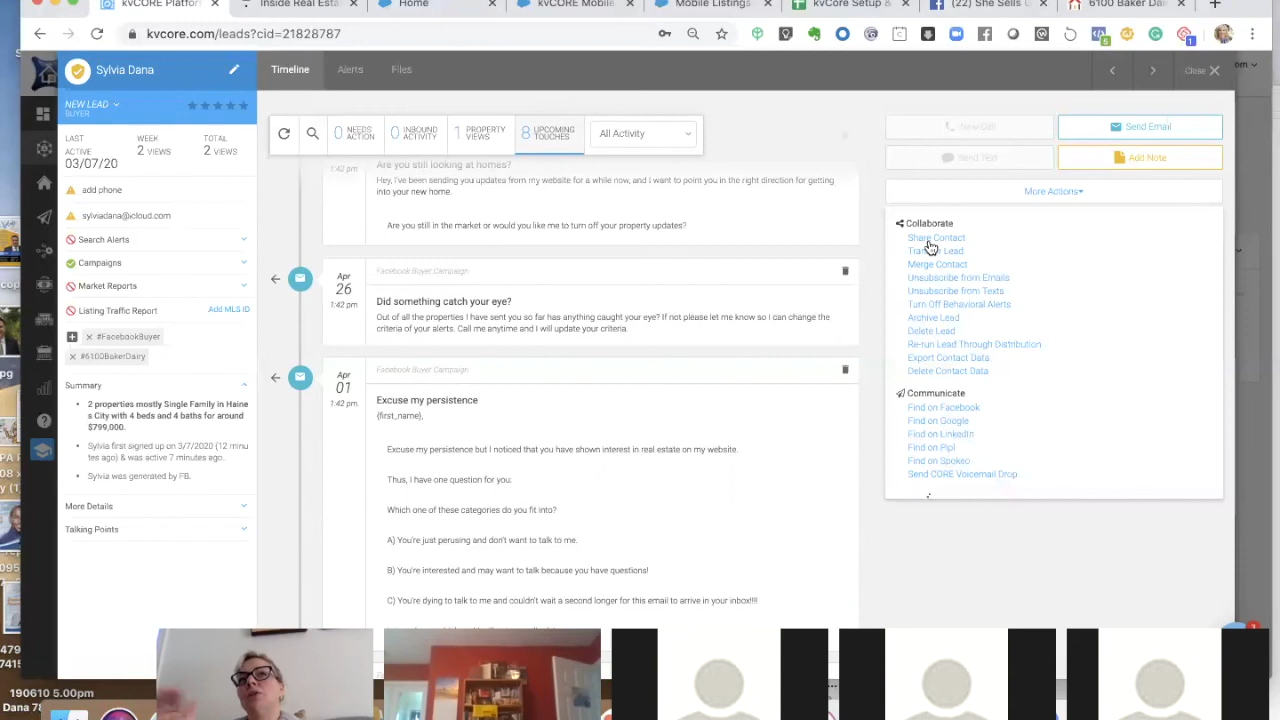 kvCORE Platform
Inside Real Estat
Home
kvCORE Mobile
Mobile Listings
kvCore Setup &
(22) She Sells G
6100 Baker Dair
kvcore.com/leads?cid=21828787
Sylvia Dana
Timeline
Alerts
Files
Close
NEW LEAD
BUYER
LAST ACTIVE
03/07/20
WEEK
2 VIEWS
TOTAL
2 VIEWS
add phone
sylviadana@icloud.com
Search Alerts
Campaigns
Market Reports
Listing Traffic Report
Add MLS ID
#FacebookBuyer
#6100BakerDairy
Summary
2 properties mostly Single Family in Haine
s City with 4 beds and 4 baths for around
$799,000.
Sylvia first signed up on 3/7/2020 (12 minu
tes ago) & was active 7 minutes ago.
Sylvia was generated by FB.
More Details
Talking Points
0 NEEDS ACTION
0 INBOUND ACTIVITY
1 PROPERTY VIEWS
8 UPCOMING TOUCHES
All Activity
1:42 pm
Are you still looking at homes?
Hey, I've been sending you updates from my website for a while now, and I want to point you in the right direction for getting
into your new home.
Are you still in the market or would you like me to turn off your property updates?
Apr
26
1:42 pm
Facebook Buyer Campaign
Did something catch your eye?
Out of all the properties I have sent you so far has anything caught your eye? If not please let me know so I can change the
criteria of your alerts. Call me anytime and I will update your criteria.
Apr
01
1:42 pm
Facebook Buyer Campaign
Excuse my persistence
{first_name},
Excuse my persistence but I noticed that you have shown interest in real estate on my website.
Thus, I have one question for you:
Which one of these categories do you fit into?
A) You're just perusing and don't want to talk to me.
B) You're interested and may want to talk because you have questions!
C) You're dying to talk to me and couldn't wait a second longer for this email to arrive in your inbox!!!!
New Call
Send Email
Send Text
Add Note
More Actions
Collaborate
Share Contact
Transfer Lead
Merge Contact
Unsubscribe from Emails
Unsubscribe from Texts
Turn Off Behavioral Alerts
Archive Lead
Delete Lead
Re-run Lead Through Distribution
Export Contact Data
Delete Contact Data
Communicate
Find on Facebook
Find on Google
Find on LinkedIn
Find on Pipl
Find on Spokeo
Send CORE Voicemail Drop
190610 5.00pm
Dana 78